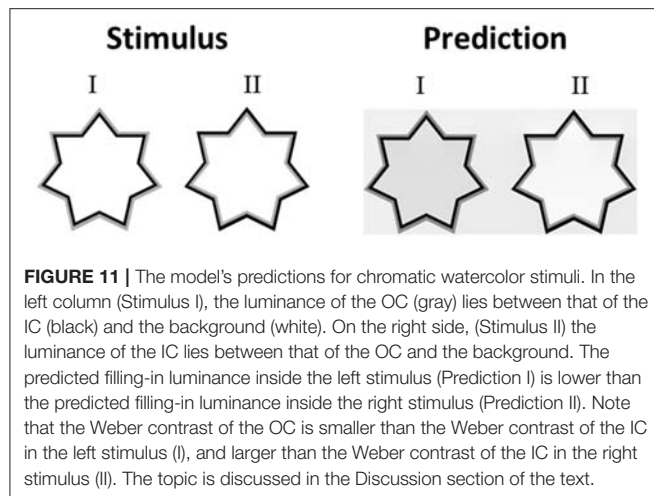 Stimulus Prediction
I II I II
FIGURE 11 | The model's predictions for chromatic watercolor stimuli. In the
left column (Stimulus I), the luminance of the OC (gray) lies between that of the
IC (black) and the background (white). On the right side, (Stimulus II) the
luminance of the IC lies between that of the OC and the background. The
predicted filling-in luminance inside the left stimulus (Prediction I) is lower than
the predicted filling-in luminance inside the right stimulus (Prediction II). Note
that the Weber contrast of the OC is smaller than the Weber contrast of the IC
in the left stimulus (I), and larger than the Weber contrast of the IC in the right
stimulus (II). The topic is discussed in the Discussion section of the text.